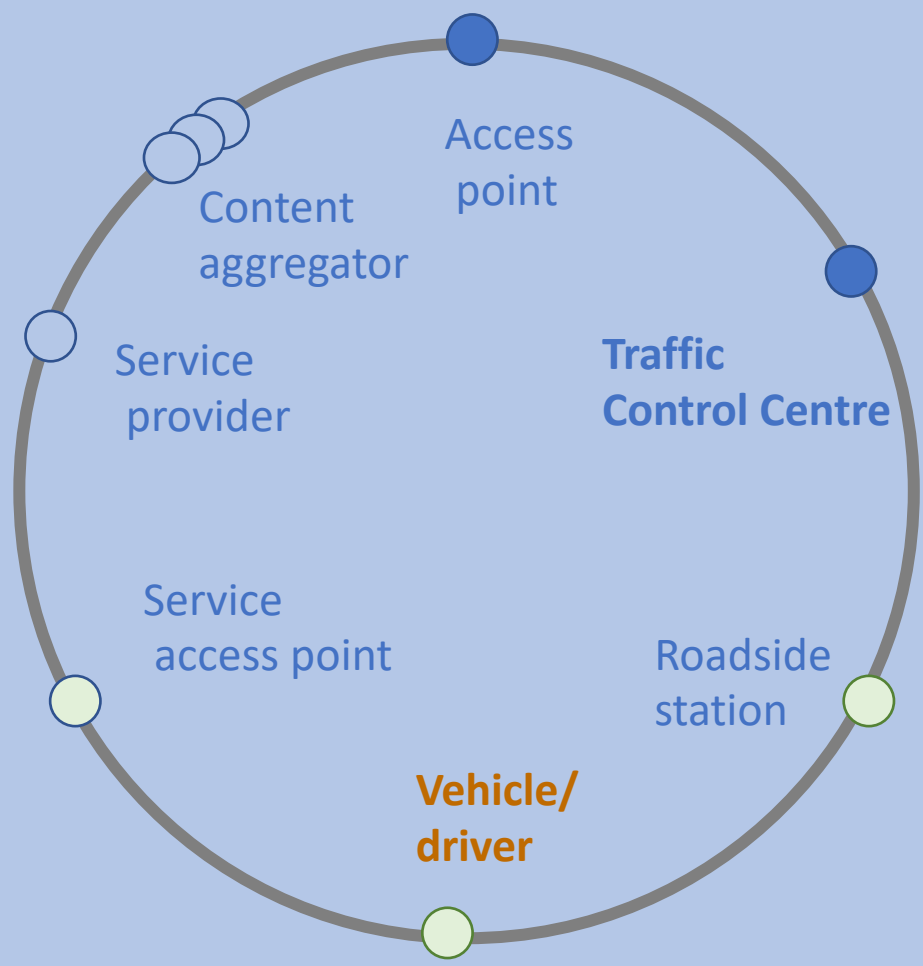 Access
point
Content
aggregator
Service
provider
Traffic
Control Centre
Service
access point
Roadside
station
Vehicle/
driver